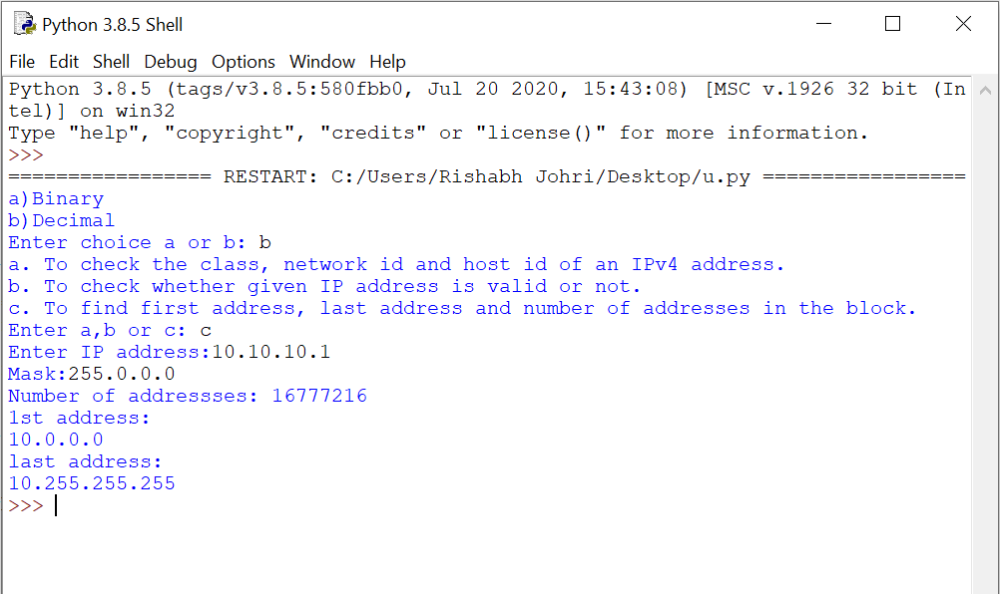 Python 3.8.5 Shell
File Edit Shell Debug Options Window Help
Python 3.8.5 (tags/v3.8.5:580fbb0, Jul 20 2020, 15:43:08) [MSC v.1926 32 bit (In
tel)] on win32
Type "help", "copyright", "credits" or "license()" for more information.
>>>
================= RESTART: C:/Users/Rishabh Johri/Desktop/u.py =================
a)Binary
b)Decimal
Enter choice a or b: b
a. To check the class, network id and host id of an IPv4 address.
b. To check whether given IP address is valid or not.
c. To find first address, last address and number of addresses in the block.
Enter a,b or c: c
Enter IP address:10.10.10.1
Mask:255.0.0.0
Number of addressses: 16777216
1st address:
10.0.0.0
last address:
10.255.255.255
>>>